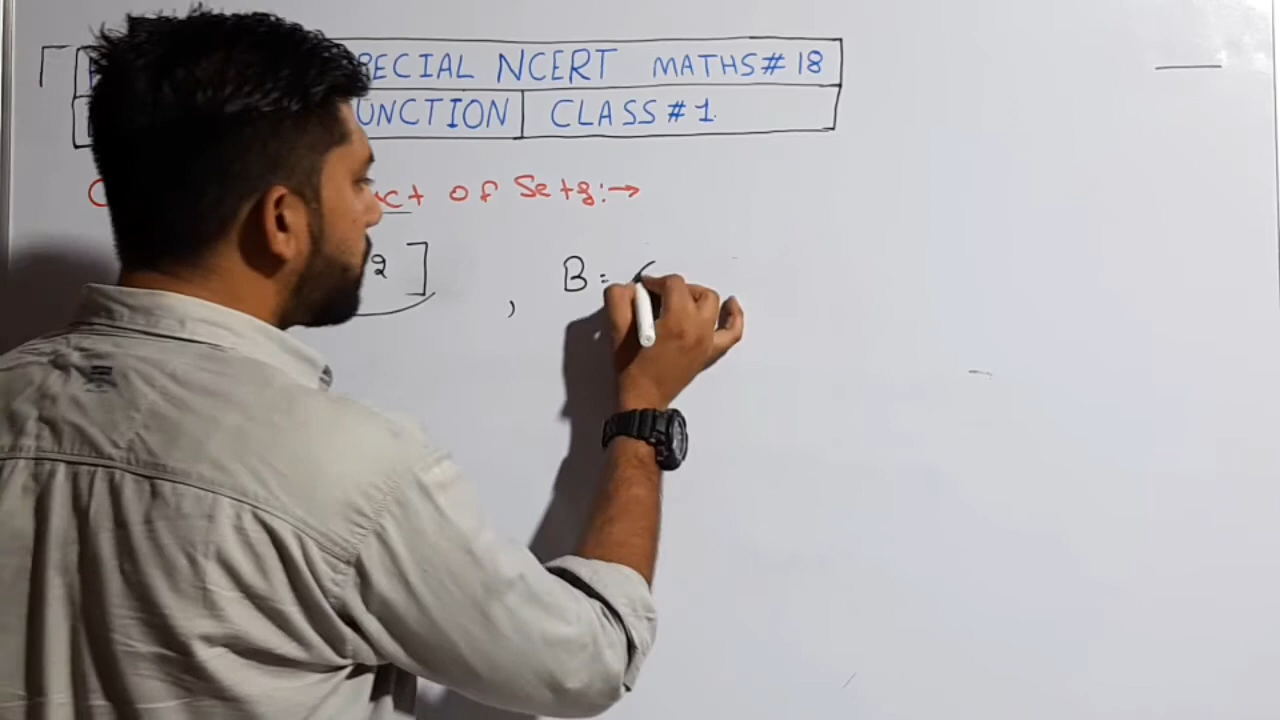 PECIAL NCERT MATHS#18
UNCTION CLASS#1
ct of Sets:→
2] , B=